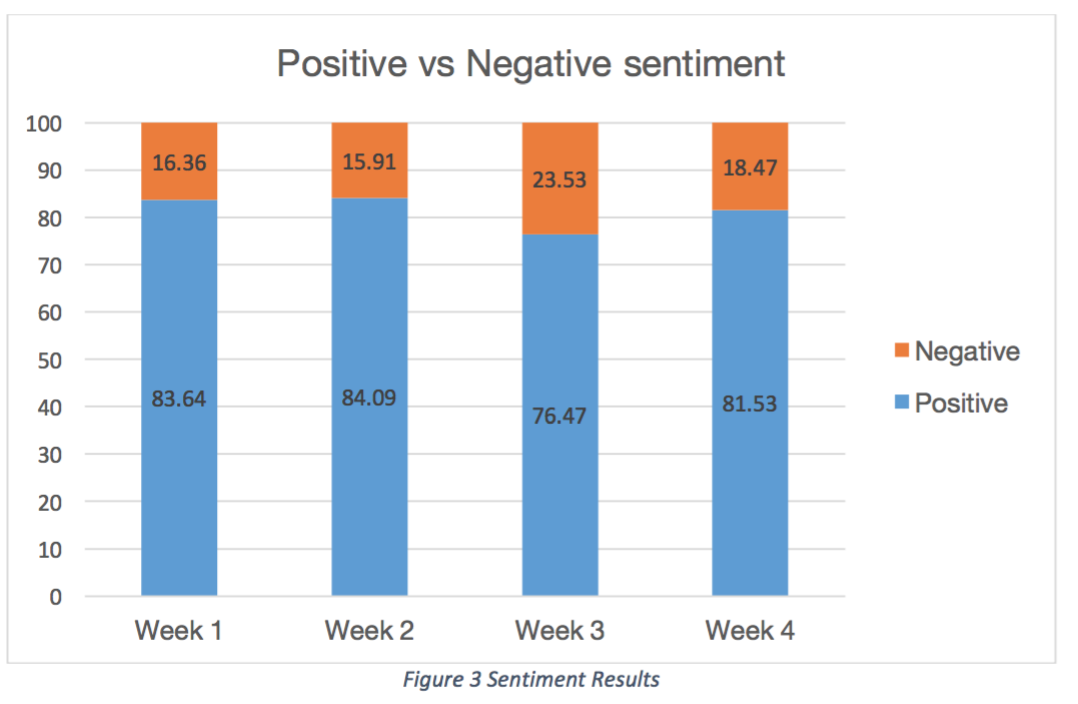 Positive vs Negative sentiment
100
90
80
70
60
50
40
30
20
10
0
16.36
15.91
23.53
18.47
83.64
84.09
76.47
81.53
Week 1
Week 2
Week 3
Week 4
Negative
Positive
Figure 3 Sentiment Results